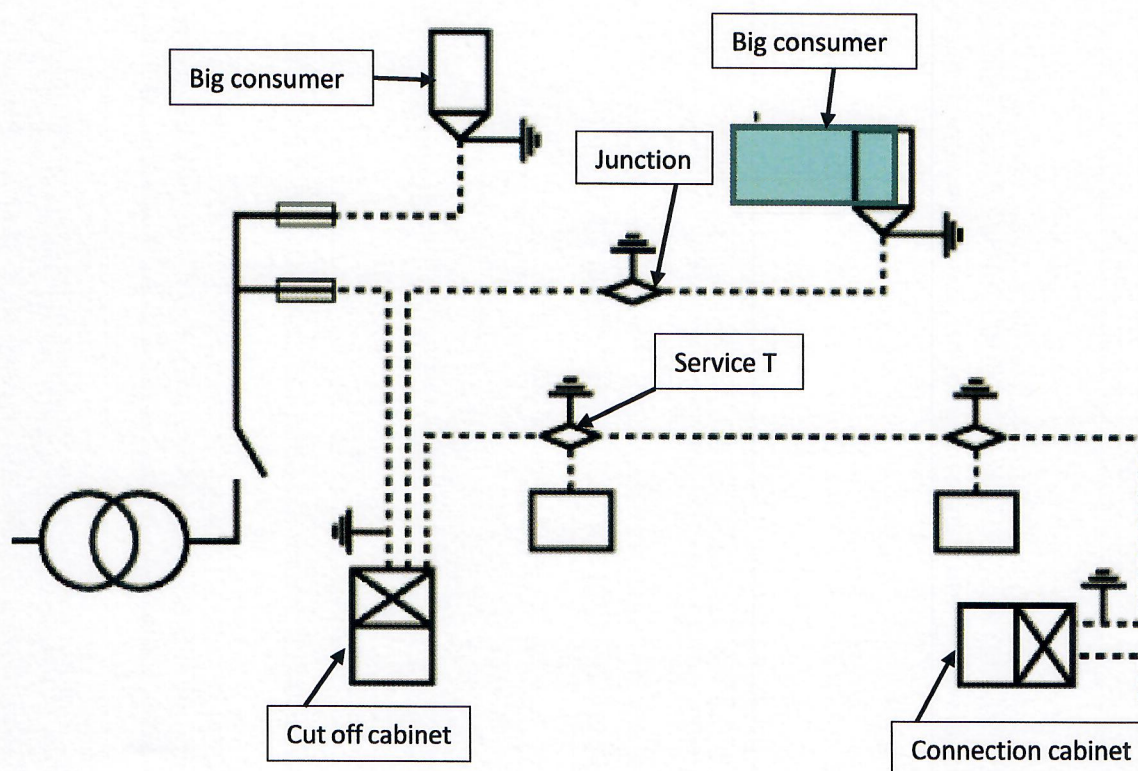 Big consumer
Big consumer
Junction
Service T
Cut off cabinet
Connection cabinet